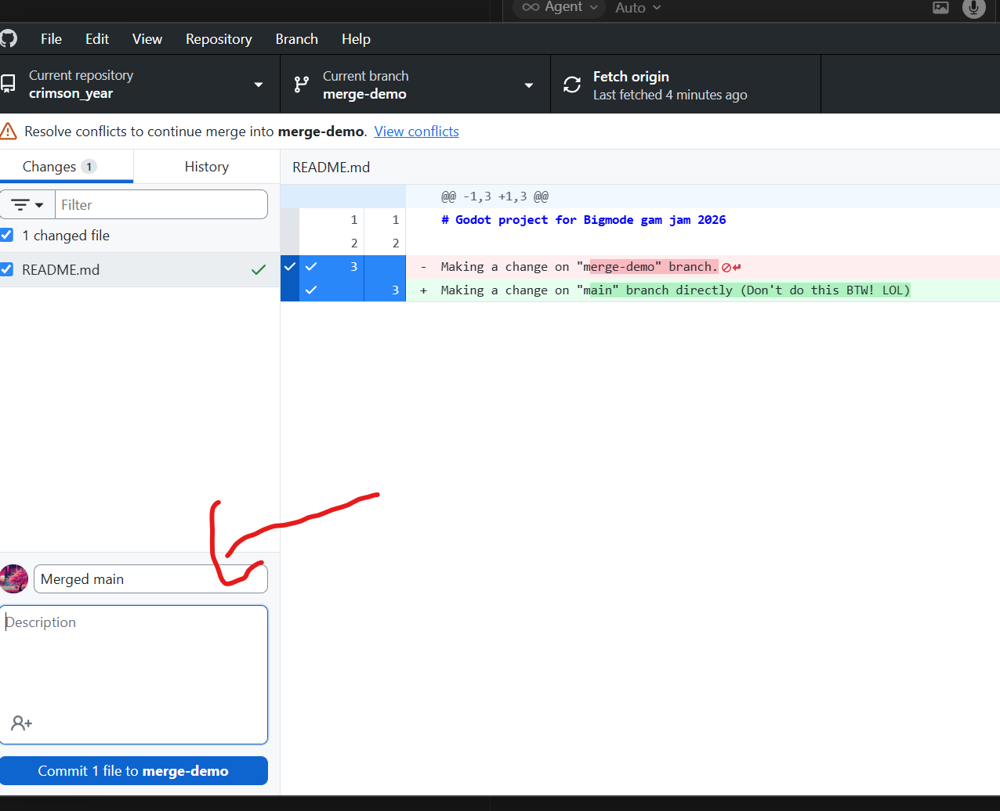 Agent
Auto
File Edit View Repository Branch Help
Current repository
crimson_year
Current branch
merge-demo
Fetch origin
Last fetched 4 minutes ago
Resolve conflicts to continue merge into merge-demo. View conflicts
Changes 1
History
README.md
Filter
1 changed file
README.md
@@ -1,3 +1,3 @@
1 1 # Godot project for Bigmode gam jam 2026
2 2
3 - Making a change on "merge-demo" branch.
3 + Making a change on "main" branch directly (Don't do this BTW! LOL)
Merged main
Description
Commit 1 file to merge-demo